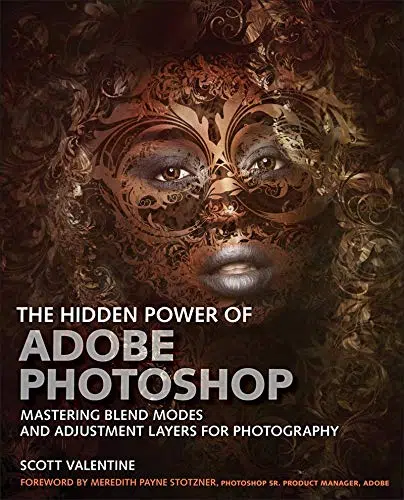 THE HIDDEN POWER OF
ADOBE
PHOTOSHOP
MASTERING BLEND MODES
AND ADJUSTMENT LAYERS FOR PHOTOGRAPHY
SCOTT VALENTINE
FOREWORD BY MEREDITH PAYNE STOTZNER, PHOTOSHOP SR. PRODUCT MANAGER, ADOBE